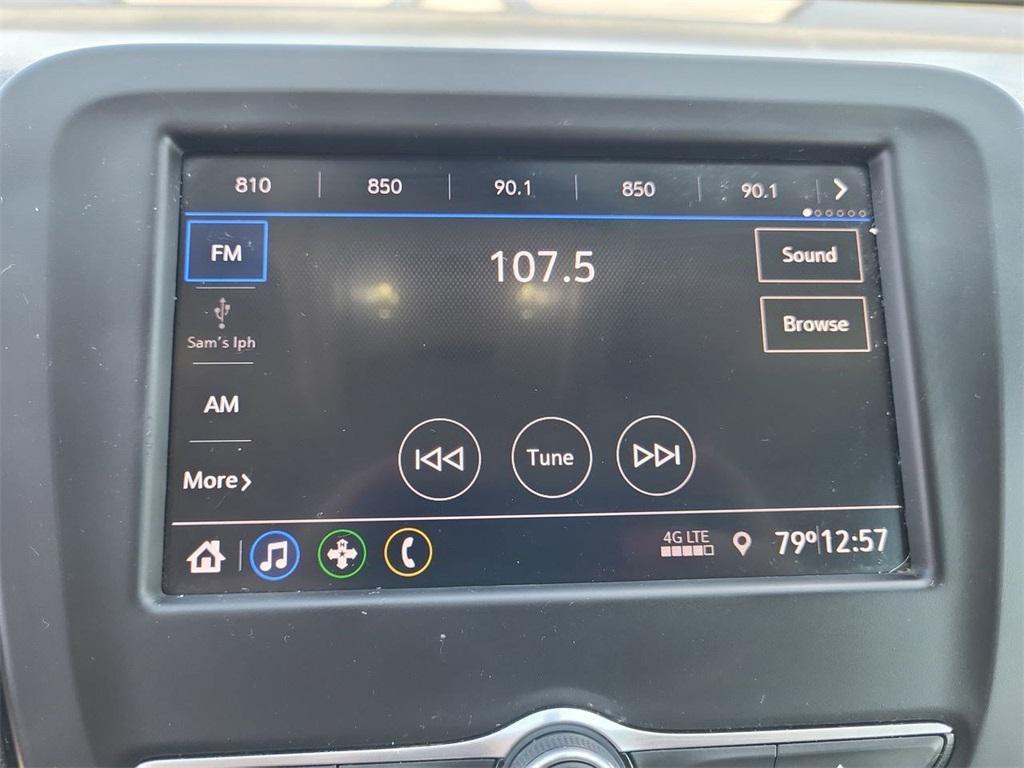 810 850 90.1 850 90.1
FM
107.5
Sound
Browse
Sam's Iph
AM
Tune
More
4G LTE
79° 12:57